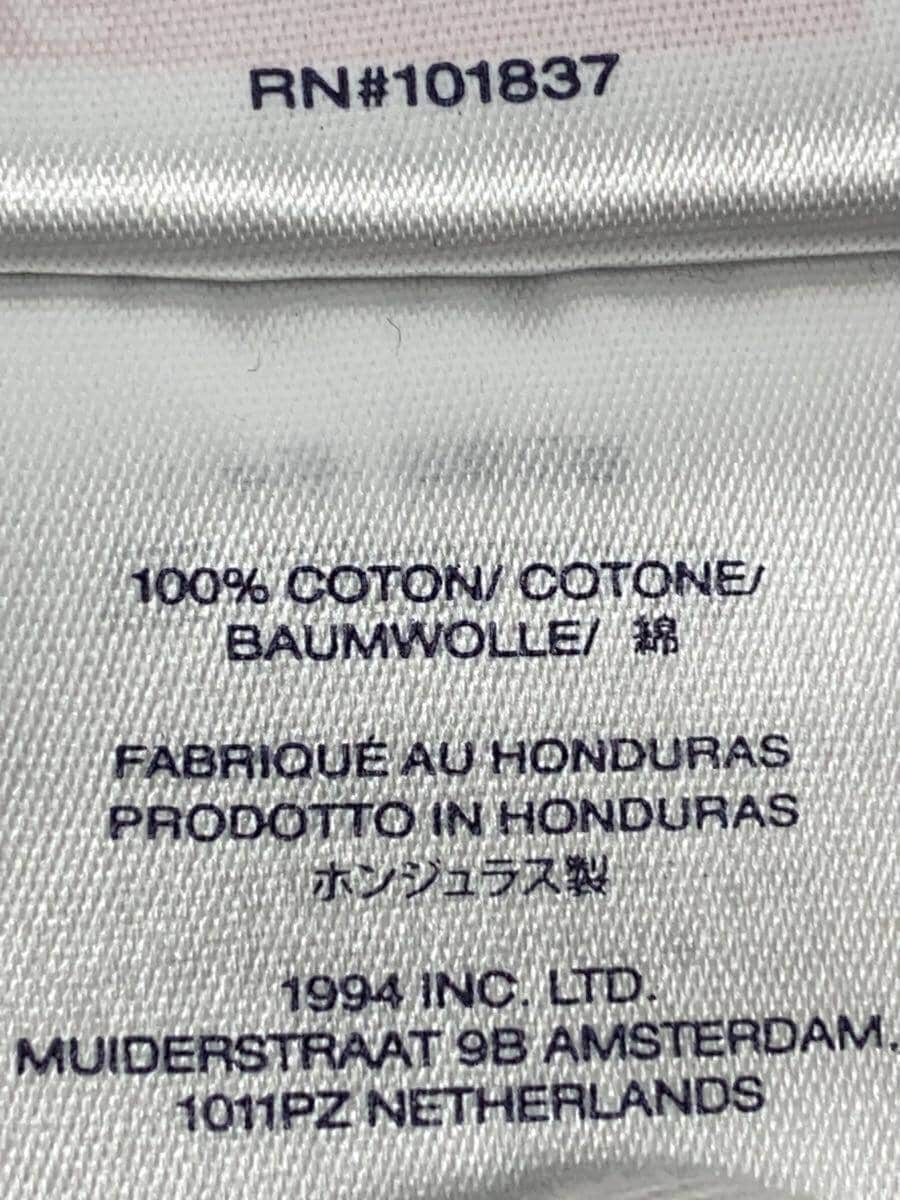 RN#101837
100% COTON/ COTONE/
BAUMWOLLE/ 綿
FABRIQUÉ AU HONDURAS
PRODOTTO IN HONDURAS
ホンジュラス製
1994 INC. LTD.
MUIDERSTRAAT 9B AMSTERDAM.
1011PZ NETHERLANDS